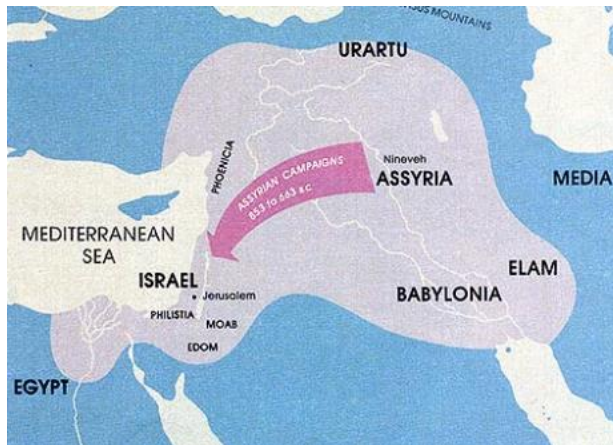 SUS MOUNTAINS
URARTU
PHOENICIA
Nineveh
ASSYRIA
MEDIA
ASSYRIAN CAMPAIGNS
853 to 663 B.C
MEDITERRANEAN
SEA
ISRAEL
Jerusalem
ELAM
BABYLONIA
PHILISTIA
MOAB
EDOM
EGYPT